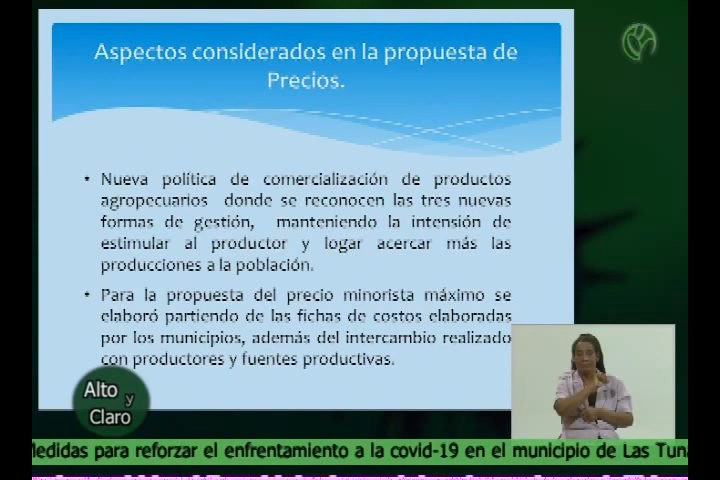 Aspectos considerados en la propuesta de
Precios.
• Nueva política de comercialización de productos
agropecuarios donde se reconocen las tres nuevas
formas de gestión, manteniendo la intensión de
estimular al productor y logar acercar más las
producciones a la población.
• Para la propuesta del precio minorista máximo se
elaboró partiendo de las fichas de costos elaboradas
por los municipios, además del intercambio realizado
con productores y fuentes productivas.
Alto
y
Claro
Medidas para reforzar el enfrentamiento a la covid-19 en el municipio de Las Tuna